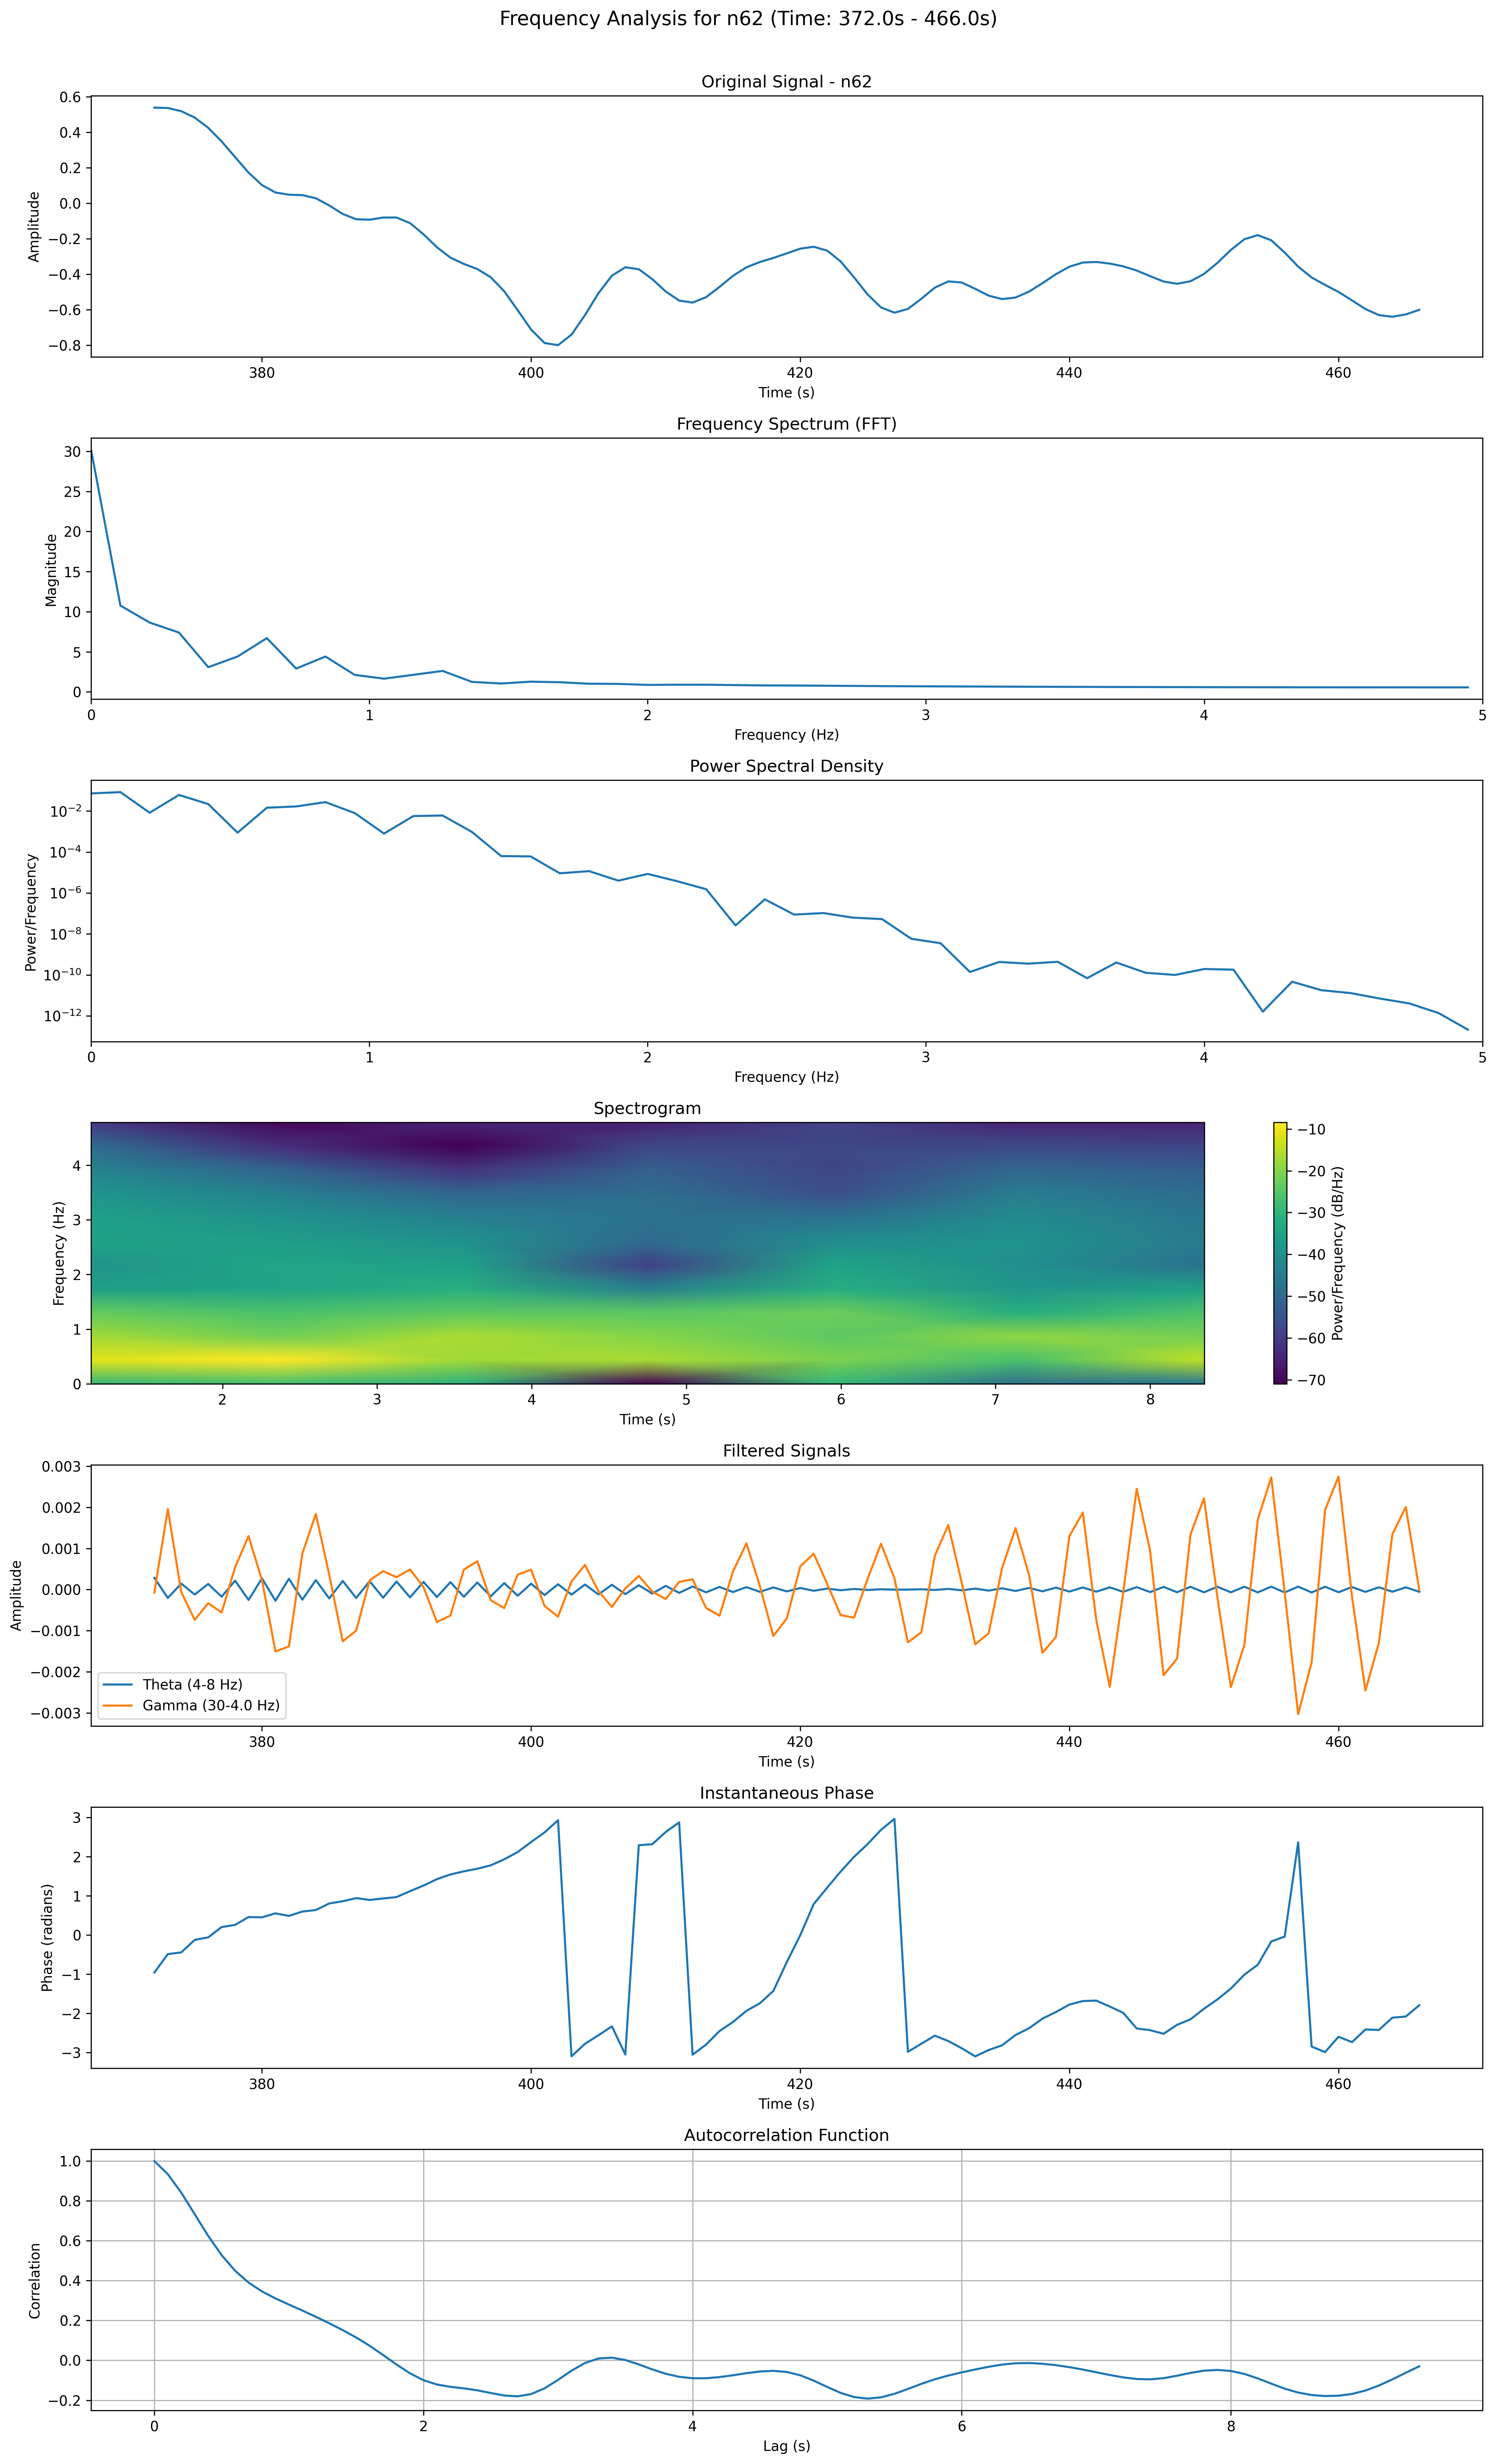 Frequency Analysis for n62 (Time: 372.0s - 466.0s)
Original Signal - n62
0.6
0.4
0.2
0.0
−0.2
−0.4
−0.6
−0.8
Amplitude
380 400 420 440 460
Time (s)
Frequency Spectrum (FFT)
30
25
20
15
10
5
0
Magnitude
0 1 2 3 4 5
Frequency (Hz)
Power Spectral Density
10⁻²
10⁻⁴
10⁻⁶
10⁻⁸
10⁻¹⁰
10⁻¹²
Power/Frequency
0 1 2 3 4 5
Frequency (Hz)
Spectrogram
4
3
2
1
0
Frequency (Hz)
2 3 4 5 6 7 8
Time (s)
−10
−20
−30
−40
−50
−60
−70
Power/Frequency (dB/Hz)
Filtered Signals
0.003
0.002
0.001
0.000
−0.001
−0.002
−0.003
Amplitude
Theta (4-8 Hz)
Gamma (30-4.0 Hz)
380 400 420 440 460
Time (s)
Instantaneous Phase
3
2
1
0
−1
−2
−3
Phase (radians)
380 400 420 440 460
Time (s)
Autocorrelation Function
1.0
0.8
0.6
0.4
0.2
0.0
−0.2
Correlation
0 2 4 6 8
Lag (s)